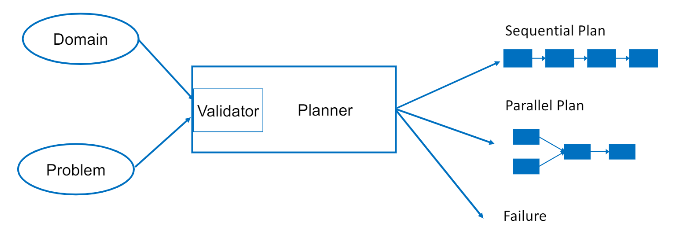 Domain
Problem
Validator
Planner
Sequential Plan
Parallel Plan
Failure